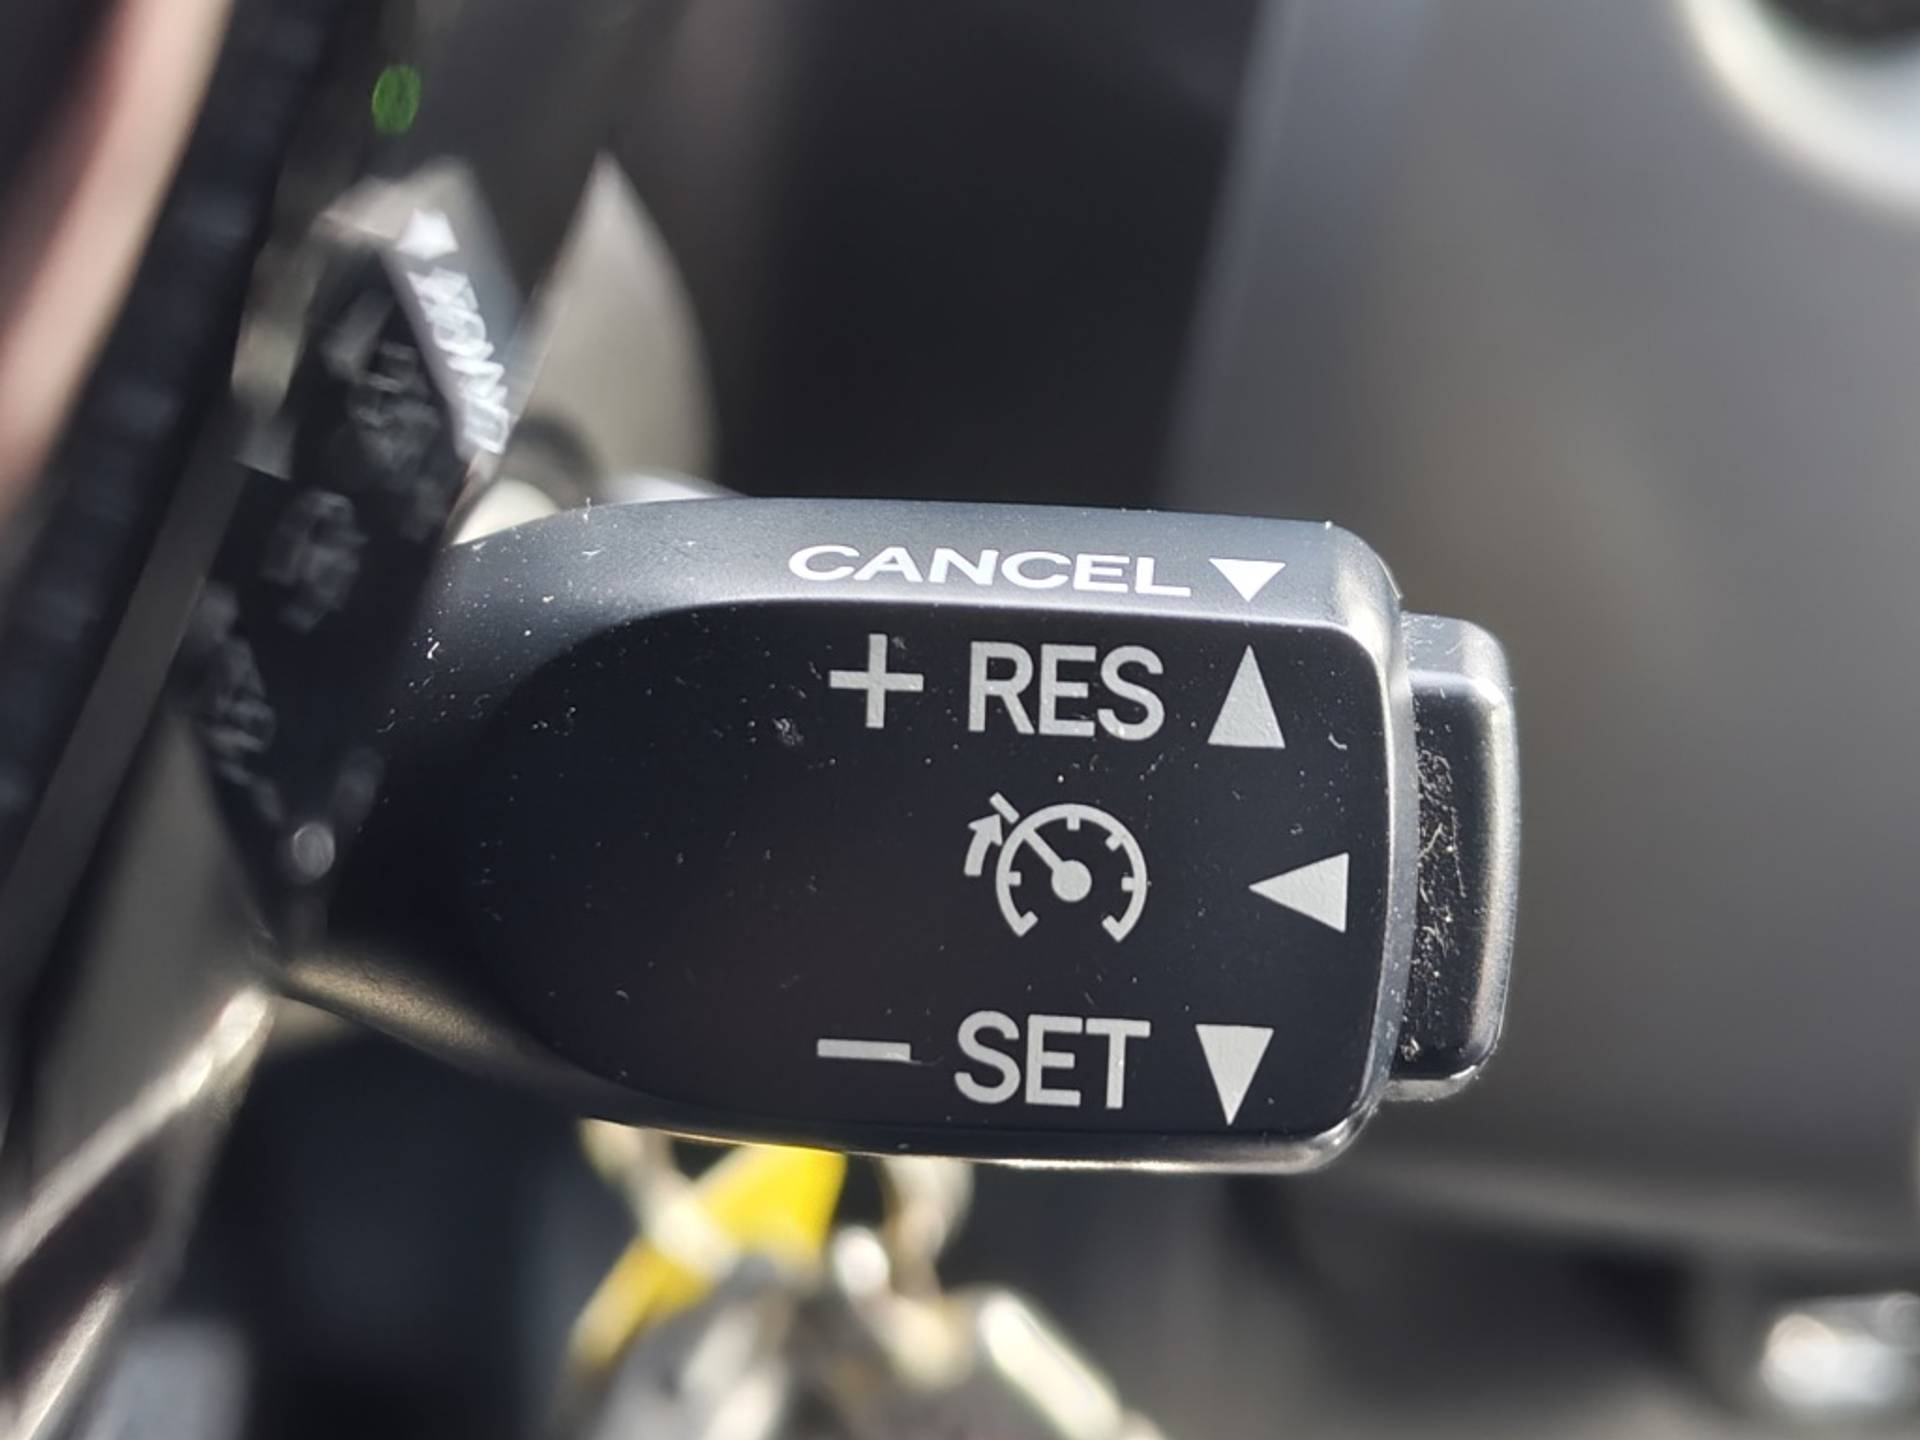 CANCEL ▼
+ RES ▲
◀
– SET ▼